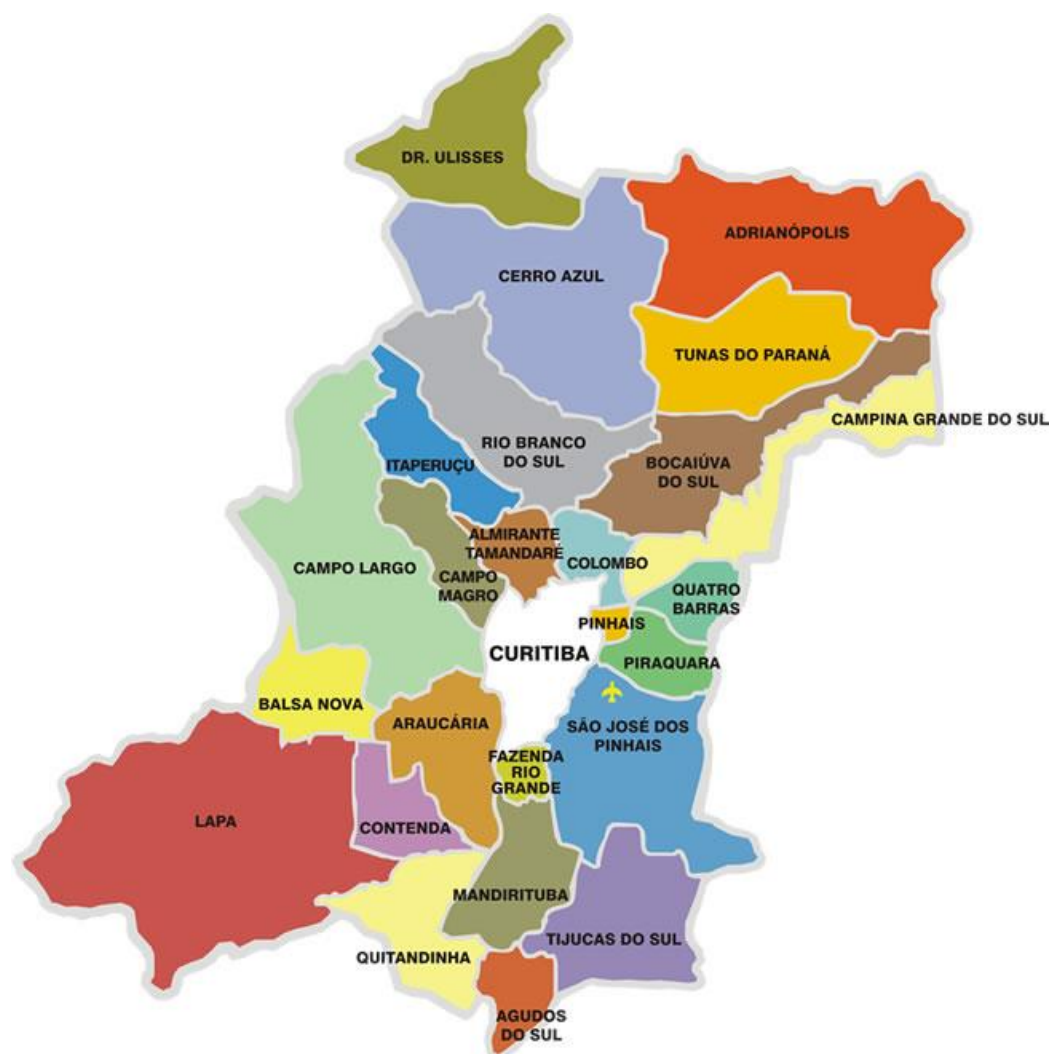 DR. ULISSES
ADRIANÓPOLIS
CERRO AZUL
TUNAS DO PARANÁ
CAMPINA GRANDE DO SUL
RIO BRANCO
DO SUL
ITAPERUÇU
BOCAIÚVA
DO SUL
ALMIRANTE
TAMANDARÉ
COLOMBO
CAMPO LARGO
CAMPO
MAGRO
QUATRO
BARRAS
PINHAIS
CURITIBA
PIRAQUARA
BALSA NOVA
ARAUCÁRIA
SÃO JOSÉ DOS
PINHAIS
FAZENDA
RIO
GRANDE
LAPA
CONTENDA
MANDIRITUBA
TIJUCAS DO SUL
QUITANDINHA
AGUDOS
DO SUL